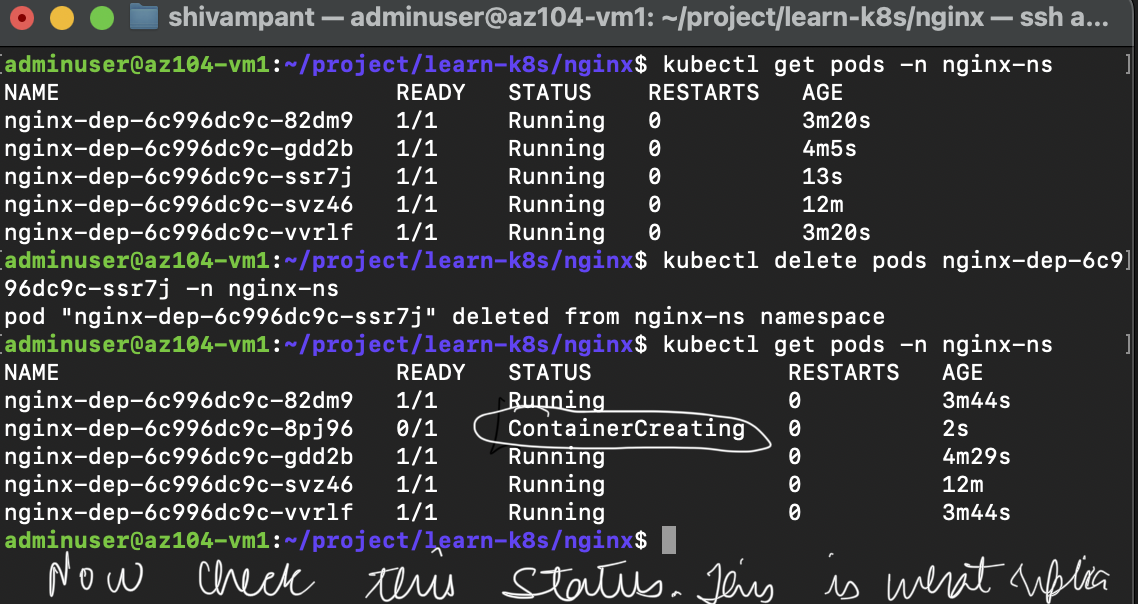 shivampant — adminuser@az104-vm1: ~/project/learn-k8s/nginx — ssh a...
[adminuser@az104-vm1:~/project/learn-k8s/nginx$ kubectl get pods -n nginx-ns ]
NAME READY STATUS RESTARTS AGE
nginx-dep-6c996dc9c-82dm9 1/1 Running 0 3m20s
nginx-dep-6c996dc9c-gdd2b 1/1 Running 0 4m5s
nginx-dep-6c996dc9c-ssr7j 1/1 Running 0 13s
nginx-dep-6c996dc9c-svz46 1/1 Running 0 12m
nginx-dep-6c996dc9c-vvrlf 1/1 Running 0 3m20s
[adminuser@az104-vm1:~/project/learn-k8s/nginx$ kubectl delete pods nginx-dep-6c9]
96dc9c-ssr7j -n nginx-ns
pod "nginx-dep-6c996dc9c-ssr7j" deleted from nginx-ns namespace
[adminuser@az104-vm1:~/project/learn-k8s/nginx$ kubectl get pods -n nginx-ns ]
NAME READY STATUS RESTARTS AGE
nginx-dep-6c996dc9c-82dm9 1/1 Running 0 3m44s
nginx-dep-6c996dc9c-8pj96 0/1 ContainerCreating 0 2s
nginx-dep-6c996dc9c-gdd2b 1/1 Running 0 4m29s
nginx-dep-6c996dc9c-svz46 1/1 Running 0 12m
nginx-dep-6c996dc9c-vvrlf 1/1 Running 0 3m44s
adminuser@az104-vm1:~/project/learn-k8s/nginx$
Now check this status. This is what replica